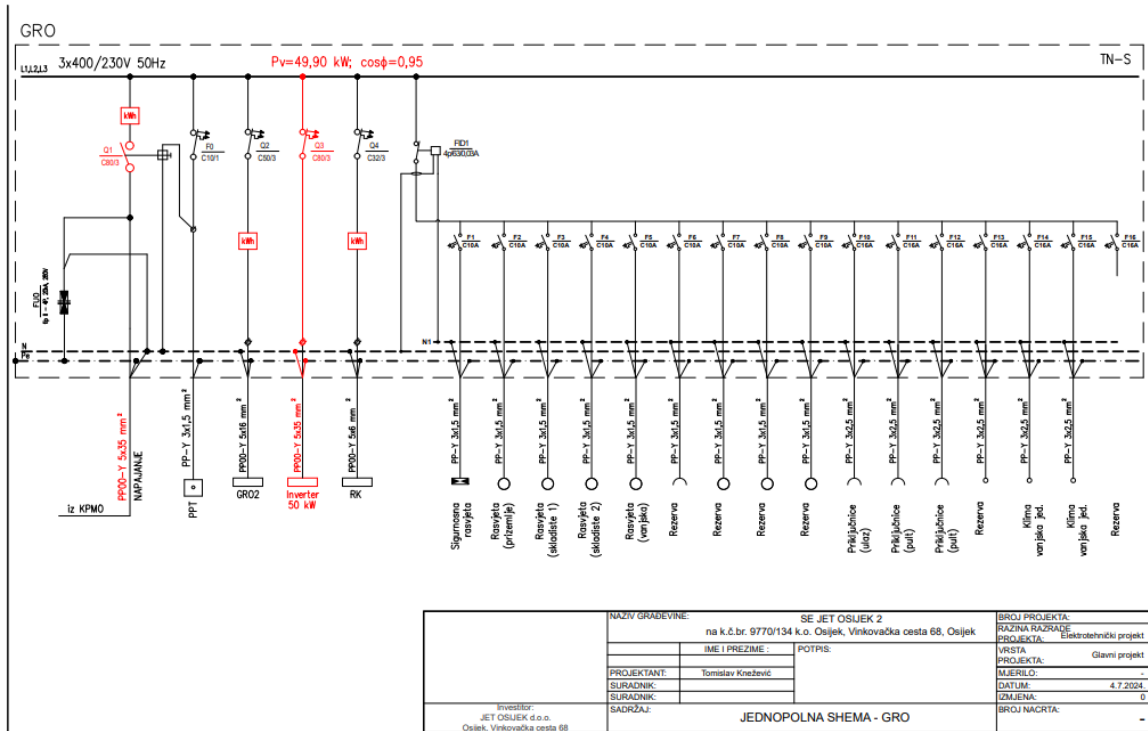 GRO
L1,L2,L3 3x400/230V 50Hz
Pv=49,90 kW; cosϕ=0,95
TN-S
kWh
Q1
C80/3
F0
C10/1
Q2
C50/3
Q3
C80/3
Q4
C32/3
FID1
4p/63/0,03A
kWh
kWh
F1
C10A
F2
C10A
F3
C10A
F4
C10A
F5
C10A
F6
C10A
F7
C10A
F8
C10A
F9
C10A
F10
C16A
F11
C16A
F12
C16A
F13
C16A
F14
C16A
F15
C16A
F16
C16A
FU0
N
Pe
N1
iz KPMO
PP00-Y 5x35 mm²
NAPAJANJE
PP-Y 3x1,5 mm²
PPT
PP00-Y 5x16 mm²
GRO2
PP00-Y 5x35 mm²
Inverter
50 kW
PP00-Y 5x6 mm²
RK
PP-Y 3x1,5 mm²
Sigurnosna
rasvjeta
PP-Y 3x1,5 mm²
Rasvjeta
(prizemlje)
PP-Y 3x1,5 mm²
Rasvjeta
(skladiste 1)
PP-Y 3x1,5 mm²
Rasvjeta
(skladiste 2)
PP-Y 3x1,5 mm²
Rasvjeta
(vanjska)
PP-Y 3x1,5 mm²
Rezerva
PP-Y 3x1,5 mm²
Rezerva
PP-Y 3x1,5 mm²
Rezerva
PP-Y 3x1,5 mm²
Rezerva
PP-Y 3x2,5 mm²
Priključnice
(ulaz)
PP-Y 3x2,5 mm²
Priključnice
(pult)
PP-Y 3x2,5 mm²
Priključnice
(pult)
PP-Y 3x2,5 mm²
Rezerva
PP-Y 3x2,5 mm²
Klima
vanjska jed.
PP-Y 3x2,5 mm²
Klima
vanjska jed.
Rezerva
NAZIV GRAĐEVINE:
SE JET OSIJEK 2
na k.č.br. 9770/134 k.o. Osijek, Vinkovačka cesta 68, Osijek
BROJ PROJEKTA:
RAZINA RAZRADE
PROJEKTA: Elektrotehnički projekt
IME I PREZIME :
POTPIS:
VRSTA
PROJEKTA: Glavni projekt
PROJEKTANT: Tomislav Knežević
MJERILO: -
SURADNIK:
DATUM: 4.7.2024.
SURADNIK:
IZMJENA: 0
Investitor:
JET OSIJEK d.o.o.
Osijek, Vinkovačka cesta 68
SADRŽAJ:
JEDNOPOLNA SHEMA - GRO
BROJ NACRTA:
-